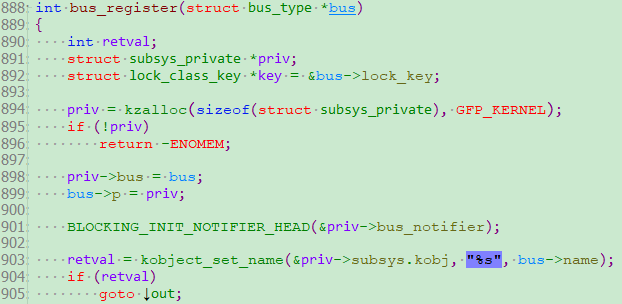 888 int bus_register(struct bus_type *bus)
889 {
890     int retval;
891     struct subsys_private *priv;
892     struct lock_class_key *key = &bus->lock_key;
893
894     priv = kzalloc(sizeof(struct subsys_private), GFP_KERNEL);
895     if (!priv)
896         return -ENOMEM;
897
898     priv->bus = bus;
899     bus->p = priv;
900
901     BLOCKING_INIT_NOTIFIER_HEAD(&priv->bus_notifier);
902
903     retval = kobject_set_name(&priv->subsys.kobj, "%s", bus->name);
904     if (retval)
905         goto ↓out;